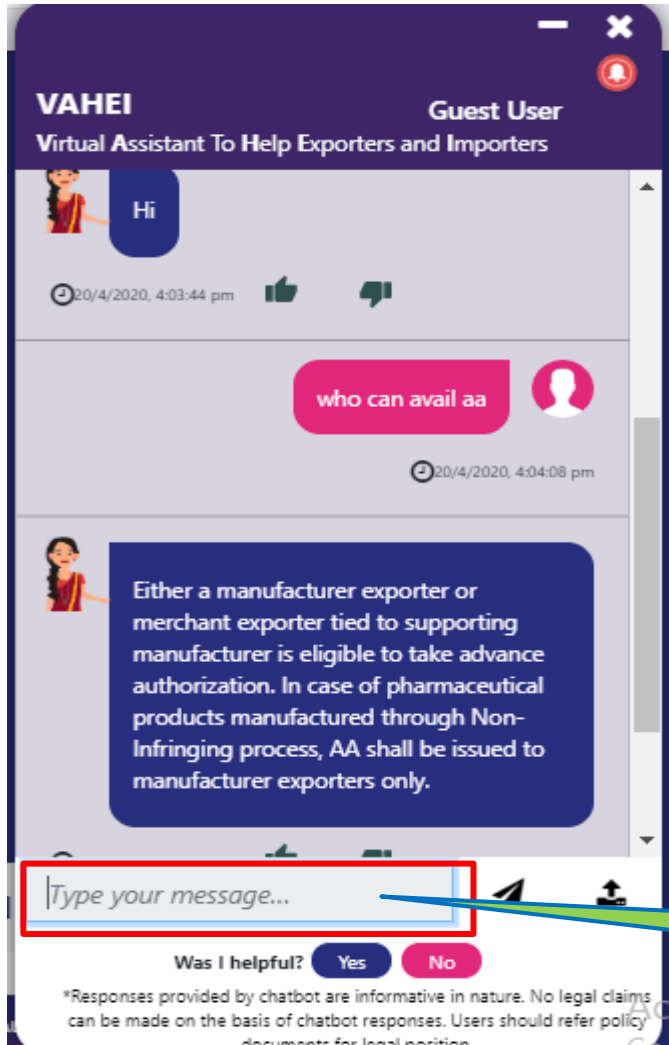 VAHEI
Guest User
Virtual Assistant To Help Exporters and Importers
Hi
20/4/2020, 4:03:44 pm
who can avail aa
20/4/2020, 4:04:08 pm
Either a manufacturer exporter or
merchant exporter tied to supporting
manufacturer is eligible to take advance
authorization. In case of pharmaceutical
products manufactured through Non-
Infringing process, AA shall be issued to
manufacturer exporters only.
Type your message...
Was I helpful? Yes No
*Responses provided by chatbot are informative in nature. No legal claims
can be made on the basis of chatbot responses. Users should refer policy
documents for legal position